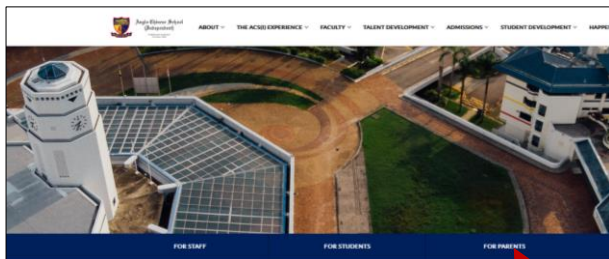 Anglo-Chinese School
(Independent)
ABOUT
THE ACS(I) EXPERIENCE
FACULTY
TALENT DEVELOPMENT
ADMISSIONS
STUDENT DEVELOPMENT
HAPPE
FOR STAFF
FOR STUDENTS
FOR PARENTS